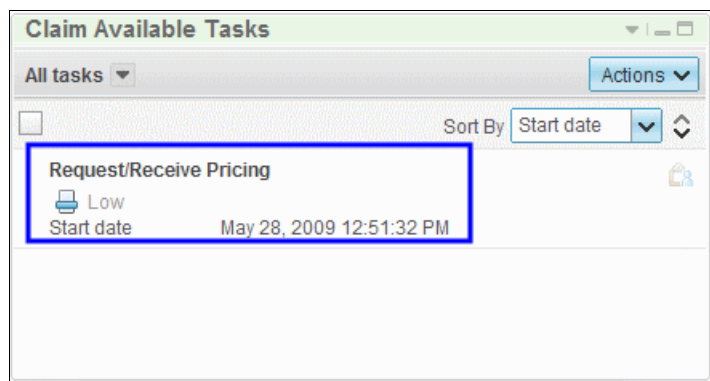 Claim Available Tasks
All tasks Actions
Sort By Start date
Request/Receive Pricing
Low
Start date May 28, 2009 12:51:32 PM